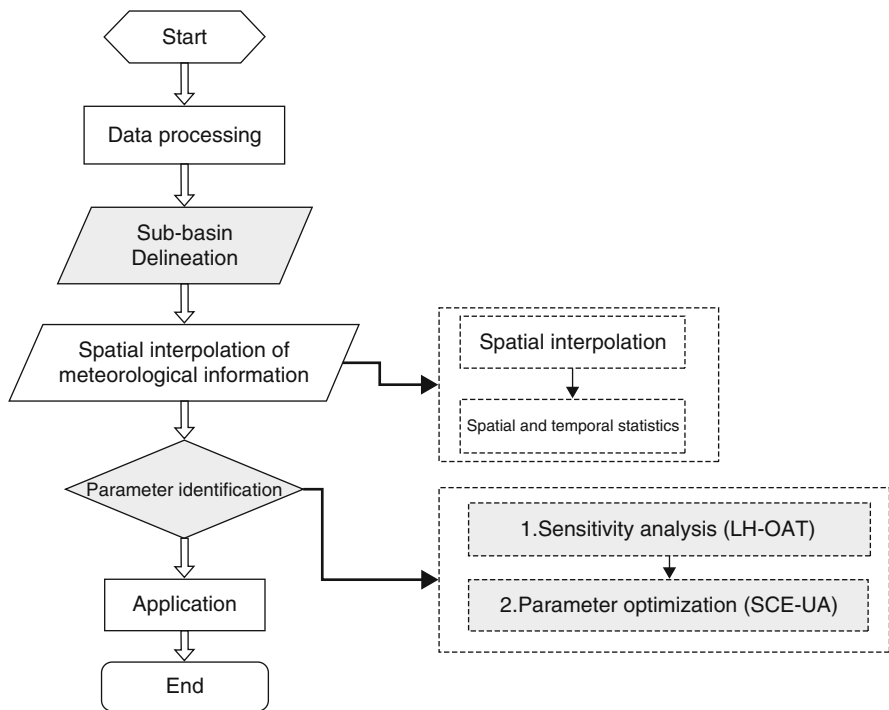 Start
Data processing
Sub-basin
Delineation
Spatial interpolation of
meteorological information
Spatial interpolation
Spatial and temporal statistics
Parameter identification
1.Sensitivity analysis (LH-OAT)
2.Parameter optimization (SCE-UA)
Application
End